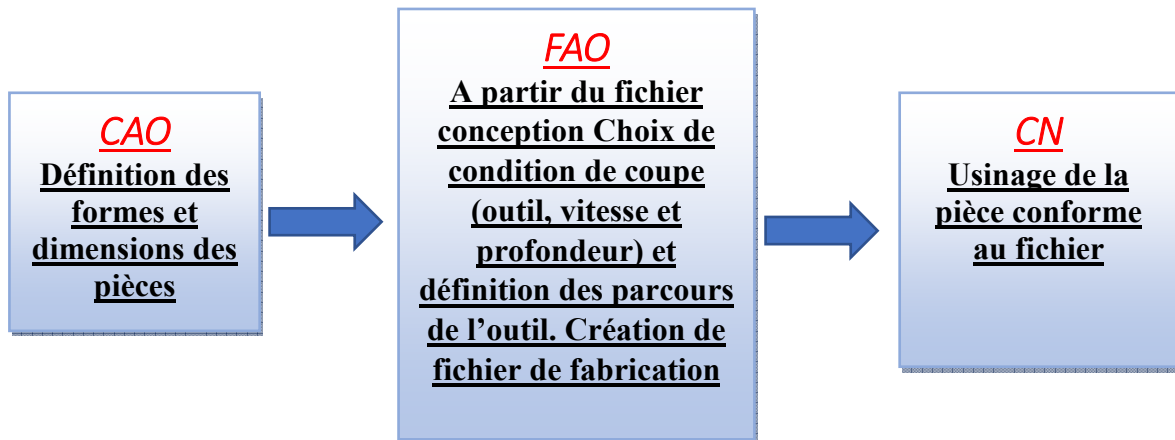 CAO
Définition des
formes et
dimensions des
pièces
FAO
A partir du fichier
conception Choix de
condition de coupe
(outil, vitesse et
profondeur) et
définition des parcours
de l’outil. Création de
fichier de fabrication
CN
Usinage de la
pièce conforme
au fichier